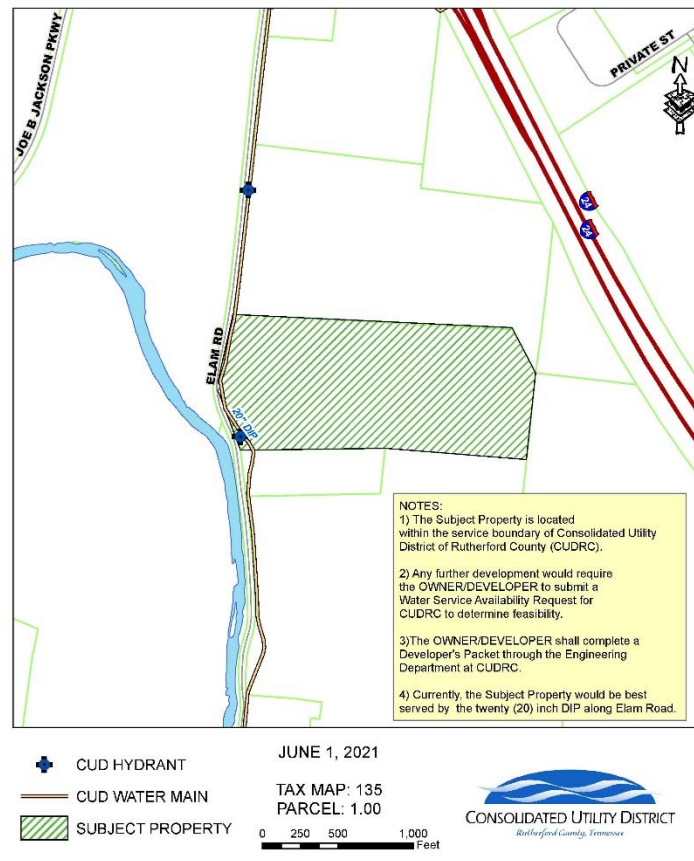 JOE B JACKSON PKWY
PRIVATE ST
N
24
24
ELAM RD
20" DIP
NOTES:
1) The Subject Property is located
within the service boundary of Consolidated Utility
District of Rutherford County (CUDRC).
2) Any further development would require
the OWNER/DEVELOPER to submit a
Water Service Availability Request for
CUDRC to determine feasibility.
3)The OWNER/DEVELOPER shall complete a
Developer's Packet through the Engineering
Department at CUDRC.
4) Currently, the Subject Property would be best
served by the twenty (20) inch DIP along Elam Road.
CUD HYDRANT
CUD WATER MAIN
SUBJECT PROPERTY
JUNE 1, 2021
TAX MAP: 135
PARCEL: 1.00
0 250 500 1,000
Feet
CONSOLIDATED UTILITY DISTRICT
Rutherford County, Tennessee